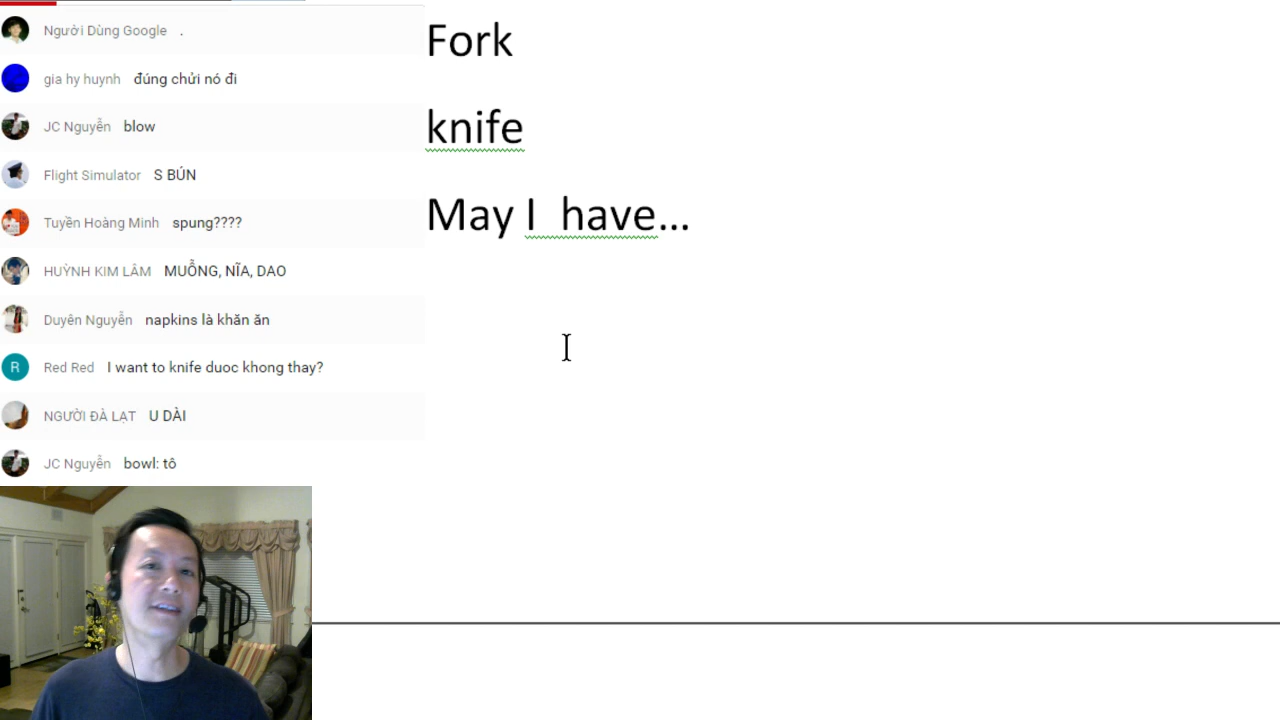 Người Dùng Google .
gia hy huynh đúng chửi nó đi
JC Nguyễn blow
Flight Simulator S BÚN
Tuyền Hoàng Minh spung????
HUỲNH KIM LÂM MUỖNG, NĨA, DAO
Duyên Nguyễn napkins là khăn ăn
R Red Red I want to knife duoc khong thay?
NGƯỜI ĐÀ LẠT U DÀI
JC Nguyễn bowl: tô
Fork
knife
May I have...